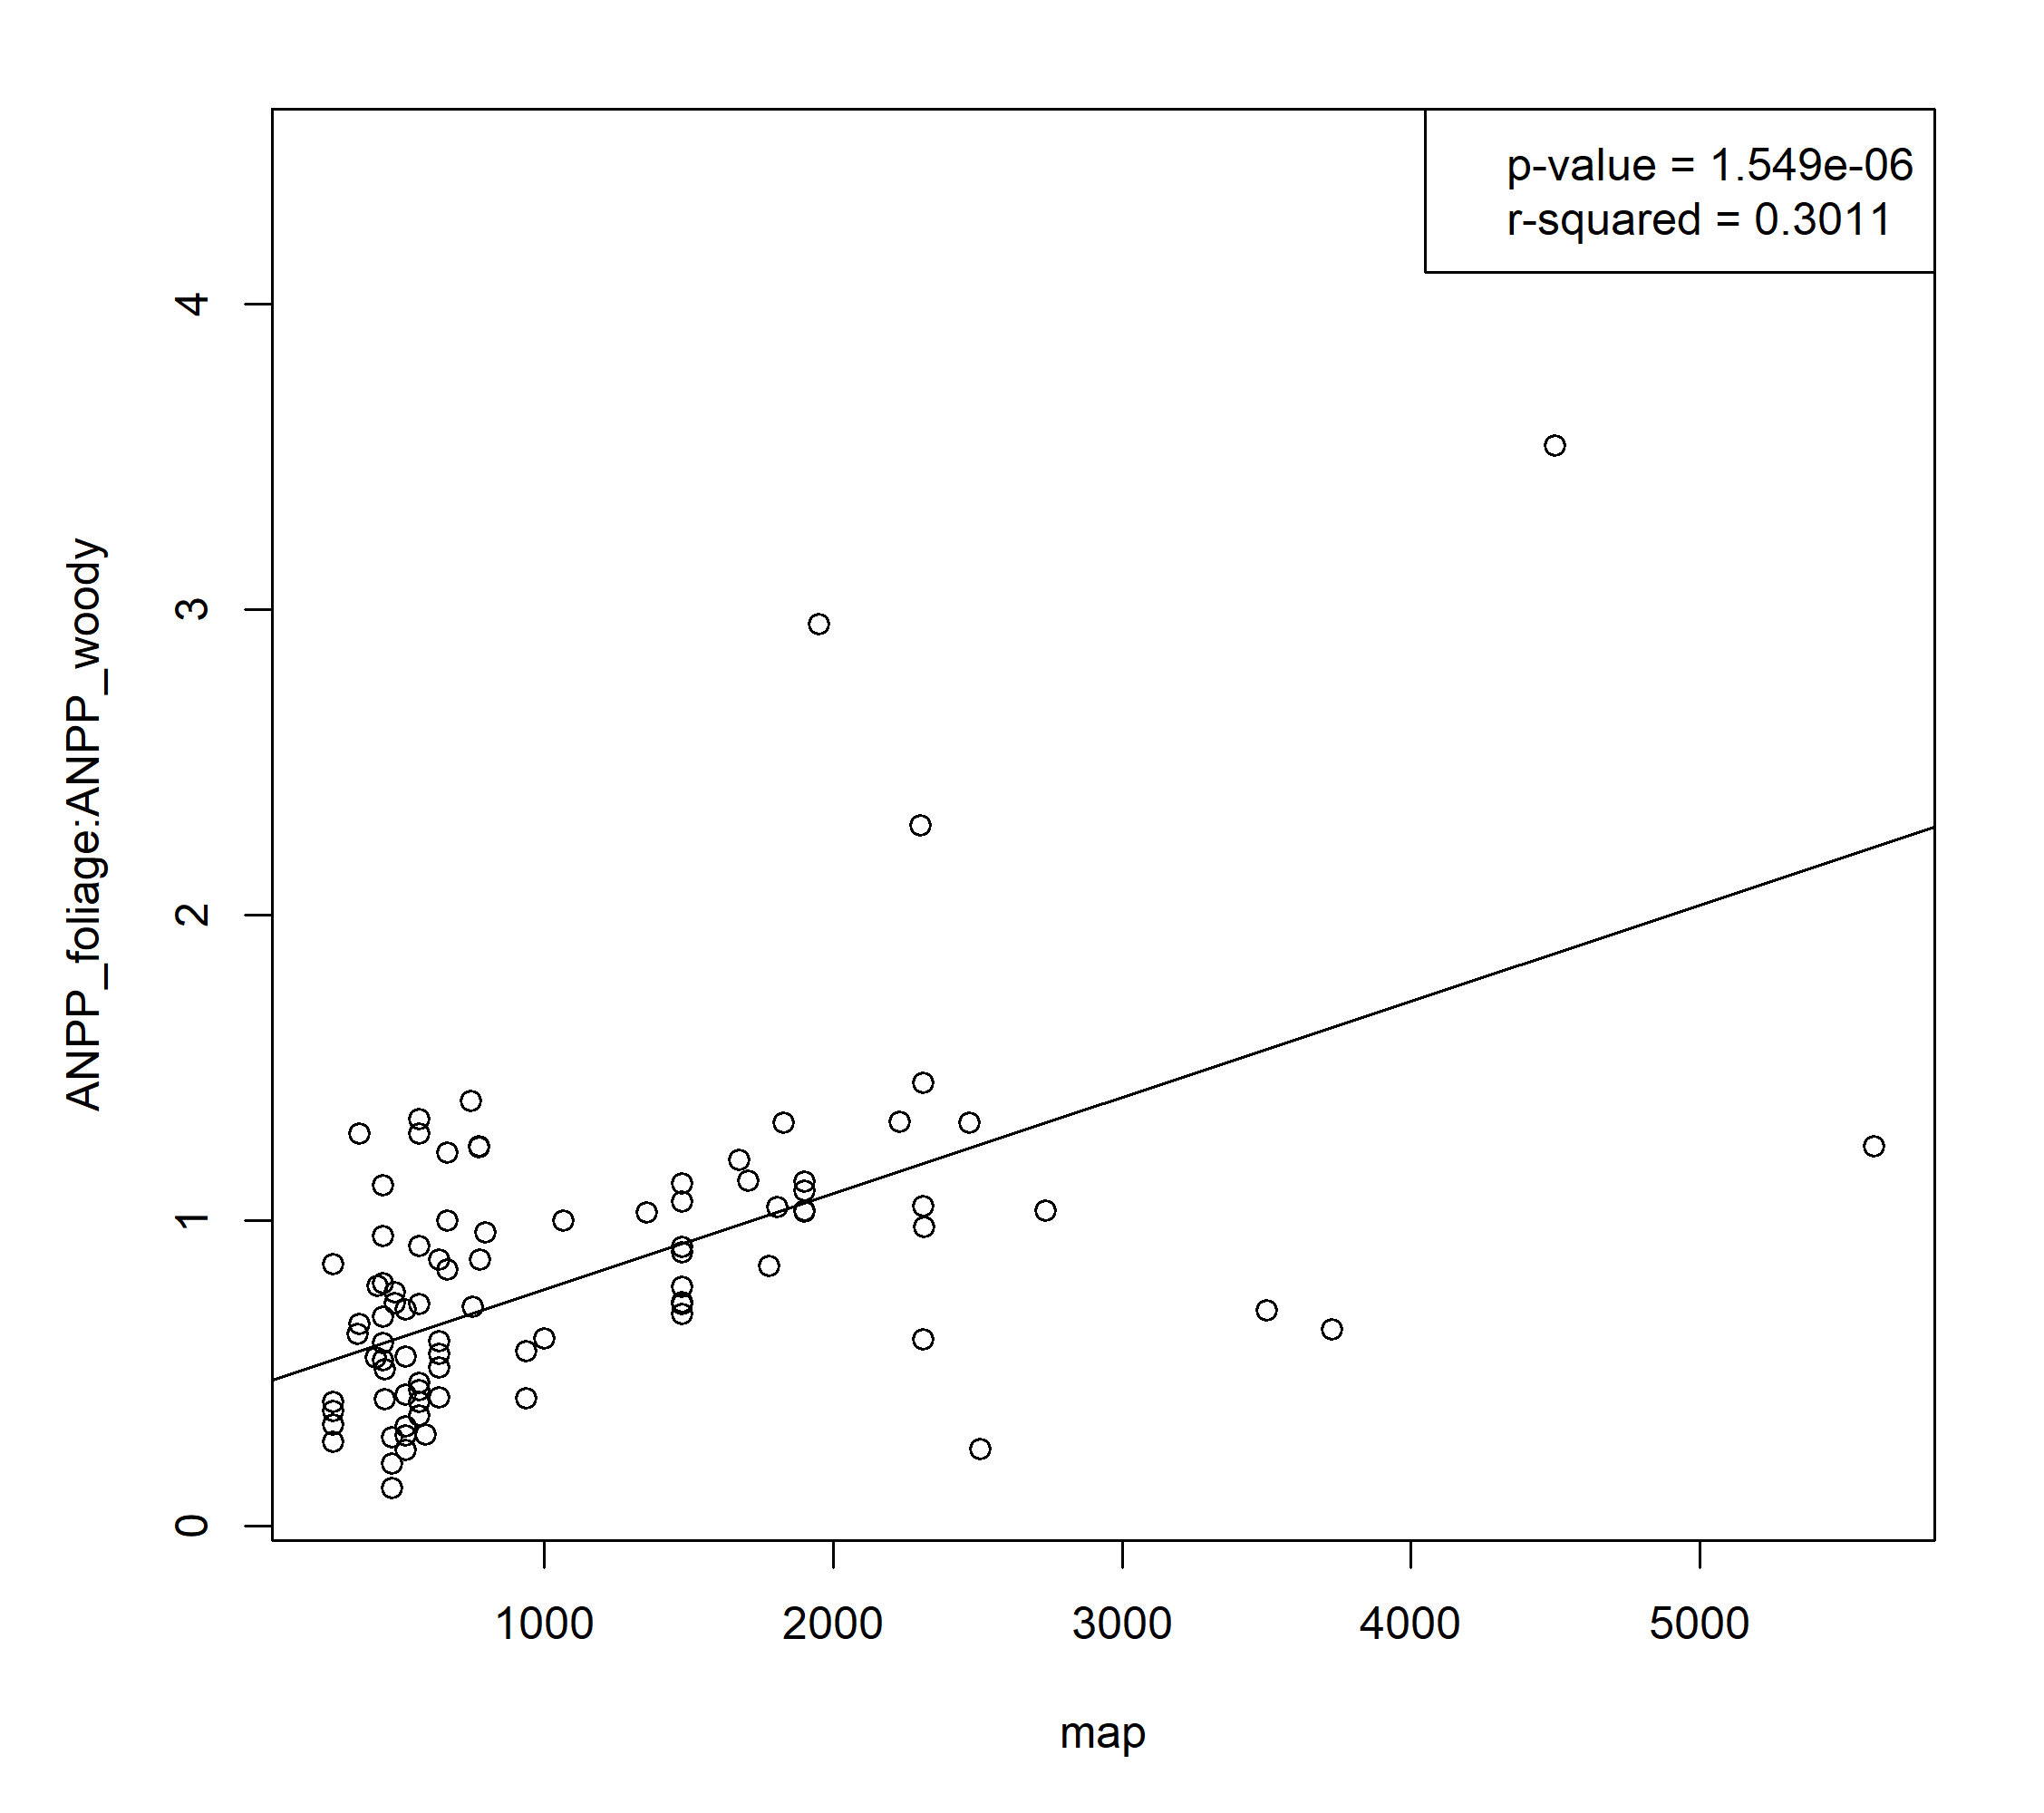 p-value = 1.549e-06
r-squared = 0.3011
ANPP_foliage:ANPP_woody
4
3
2
1
0
1000 2000 3000 4000 5000
map